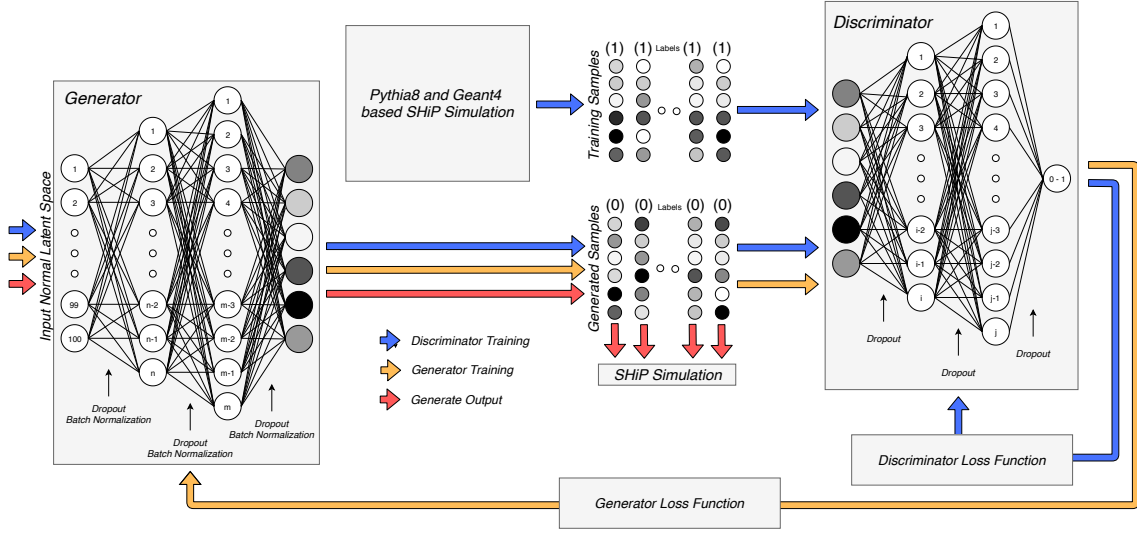 Generator
Input Normal Latent Space
1
2
99
100
1
2
3
n-2
n-1
n
1
2
3
4
m-3
m-2
m-1
m
Dropout
Batch Normalization
Dropout
Batch Normalization
Dropout
Batch Normalization
Pythia8 and Geant4
based SHiP Simulation
Training Samples
(1) (1) Labels (1) (1)
Generated Samples
(0) (0) Labels (0) (0)
SHiP Simulation
Discriminator Training
Generator Training
Generate Output
Discriminator
1
2
3
i-2
i-1
i
1
2
3
4
j-3
j-2
j-1
j
0 - 1
Dropout
Dropout
Dropout
Discriminator Loss Function
Generator Loss Function